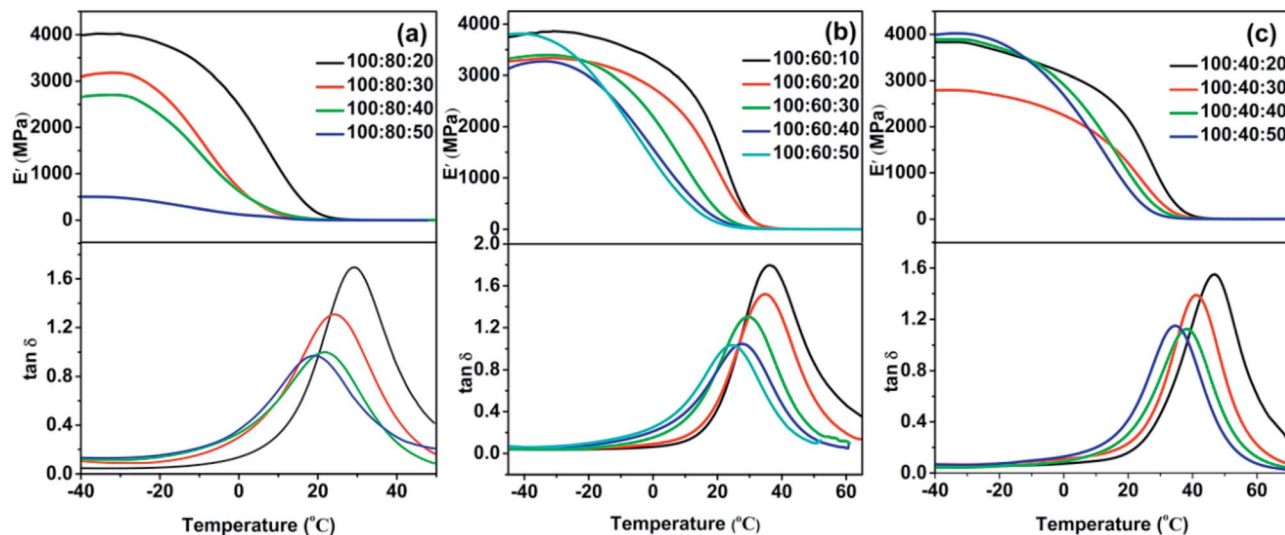 (a)
E′ (MPa)
4000
3000
2000
1000
0
100:80:20
100:80:30
100:80:40
100:80:50
tan δ
1.6
1.2
0.8
0.4
0.0
-40 -20 0 20 40
Temperature (°C)
(b)
E′ (MPa)
4000
3000
2000
1000
0
100:60:10
100:60:20
100:60:30
100:60:40
100:60:50
tan δ
2.0
1.6
1.2
0.8
0.4
0.0
-40 -20 0 20 40 60
Temperature (°C)
(c)
E′ (MPa)
4000
3000
2000
1000
0
100:40:20
100:40:30
100:40:40
100:40:50
tan δ
1.6
1.2
0.8
0.4
0.0
-40 -20 0 20 40 60
Temperature (°C)